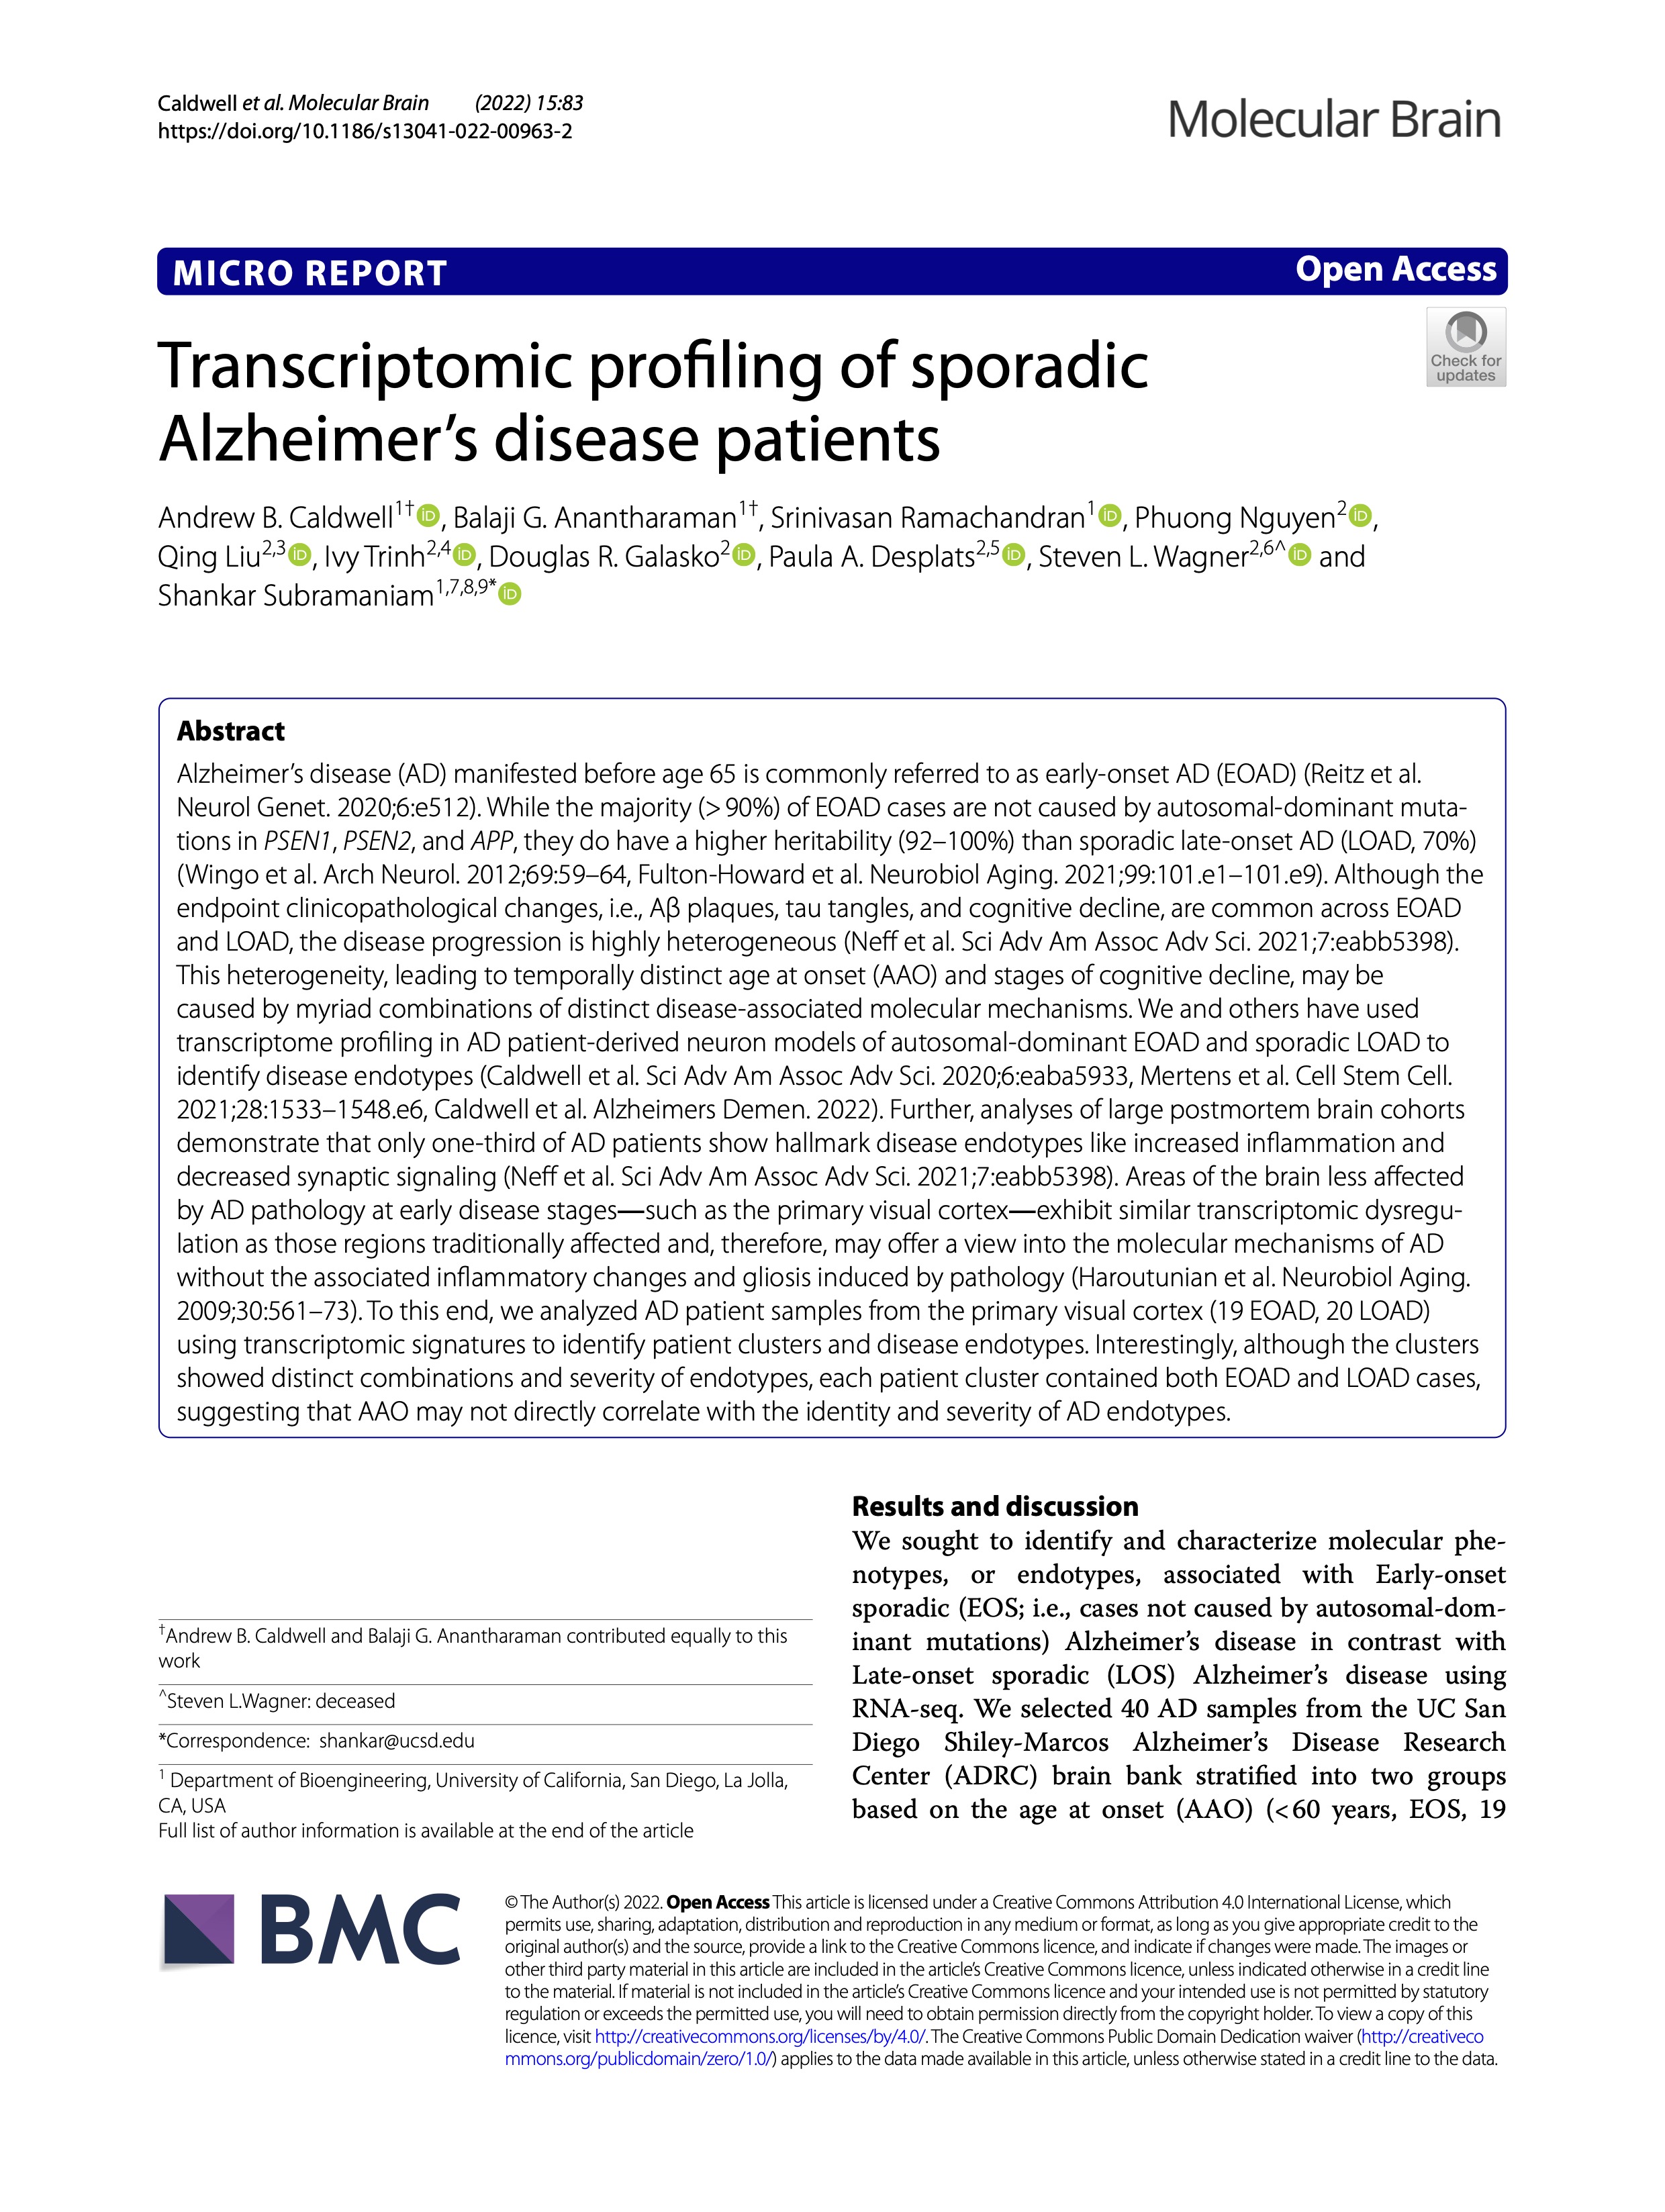 Caldwell et al. Molecular Brain (2022) 15:83
https://doi.org/10.1186/s13041-022-00963-2
Molecular Brain
MICRO REPORT
Open Access
Check for
updates
Transcriptomic profiling of sporadic
Alzheimer’s disease patients
Andrew B. Caldwell1† iD, Balaji G. Anantharaman1†, Srinivasan Ramachandran1 iD, Phuong Nguyen2 iD,
Qing Liu2,3 iD, Ivy Trinh2,4 iD, Douglas R. Galasko2 iD, Paula A. Desplats2,5 iD, Steven L. Wagner2,6^ iD and
Shankar Subramaniam1,7,8,9* iD
Abstract
Alzheimer’s disease (AD) manifested before age 65 is commonly referred to as early-onset AD (EOAD) (Reitz et al.
Neurol Genet. 2020;6:e512). While the majority (> 90%) of EOAD cases are not caused by autosomal-dominant muta-
tions in PSEN1, PSEN2, and APP, they do have a higher heritability (92–100%) than sporadic late-onset AD (LOAD, 70%)
(Wingo et al. Arch Neurol. 2012;69:59–64, Fulton-Howard et al. Neurobiol Aging. 2021;99:101.e1–101.e9). Although the
endpoint clinicopathological changes, i.e., Aβ plaques, tau tangles, and cognitive decline, are common across EOAD
and LOAD, the disease progression is highly heterogeneous (Neff et al. Sci Adv Am Assoc Adv Sci. 2021;7:eabb5398).
This heterogeneity, leading to temporally distinct age at onset (AAO) and stages of cognitive decline, may be
caused by myriad combinations of distinct disease-associated molecular mechanisms. We and others have used
transcriptome profiling in AD patient-derived neuron models of autosomal-dominant EOAD and sporadic LOAD to
identify disease endotypes (Caldwell et al. Sci Adv Am Assoc Adv Sci. 2020;6:eaba5933, Mertens et al. Cell Stem Cell.
2021;28:1533–1548.e6, Caldwell et al. Alzheimers Demen. 2022). Further, analyses of large postmortem brain cohorts
demonstrate that only one-third of AD patients show hallmark disease endotypes like increased inflammation and
decreased synaptic signaling (Neff et al. Sci Adv Am Assoc Adv Sci. 2021;7:eabb5398). Areas of the brain less affected
by AD pathology at early disease stages—such as the primary visual cortex—exhibit similar transcriptomic dysregu-
lation as those regions traditionally affected and, therefore, may offer a view into the molecular mechanisms of AD
without the associated inflammatory changes and gliosis induced by pathology (Haroutunian et al. Neurobiol Aging.
2009;30:561–73). To this end, we analyzed AD patient samples from the primary visual cortex (19 EOAD, 20 LOAD)
using transcriptomic signatures to identify patient clusters and disease endotypes. Interestingly, although the clusters
showed distinct combinations and severity of endotypes, each patient cluster contained both EOAD and LOAD cases,
suggesting that AAO may not directly correlate with the identity and severity of AD endotypes.
†Andrew B. Caldwell and Balaji G. Anantharaman contributed equally to this
work
^Steven L.Wagner: deceased
*Correspondence: shankar@ucsd.edu
1 Department of Bioengineering, University of California, San Diego, La Jolla,
CA, USA
Full list of author information is available at the end of the article
Results and discussion
We sought to identify and characterize molecular phe-
notypes, or endotypes, associated with Early-onset
sporadic (EOS; i.e., cases not caused by autosomal-dom-
inant mutations) Alzheimer’s disease in contrast with
Late-onset sporadic (LOS) Alzheimer’s disease using
RNA-seq. We selected 40 AD samples from the UC San
Diego Shiley-Marcos Alzheimer’s Disease Research
Center (ADRC) brain bank stratified into two groups
based on the age at onset (AAO) (< 60 years, EOS, 19
BMC
© The Author(s) 2022. Open Access This article is licensed under a Creative Commons Attribution 4.0 International License, which
permits use, sharing, adaptation, distribution and reproduction in any medium or format, as long as you give appropriate credit to the
original author(s) and the source, provide a link to the Creative Commons licence, and indicate if changes were made. The images or
other third party material in this article are included in the article’s Creative Commons licence, unless indicated otherwise in a credit line
to the material. If material is not included in the article’s Creative Commons licence and your intended use is not permitted by statutory
regulation or exceeds the permitted use, you will need to obtain permission directly from the copyright holder. To view a copy of this
licence, visit http://creativecommons.org/licenses/by/4.0/. The Creative Commons Public Domain Dedication waiver (http://creativeco
mmons.org/publicdomain/zero/1.0/) applies to the data made available in this article, unless otherwise stated in a credit line to the data.